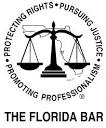 PROTECTING RIGHTS • PURSUING JUSTICE
• PROMOTING PROFESSIONALISM •
THE FLORIDA BAR